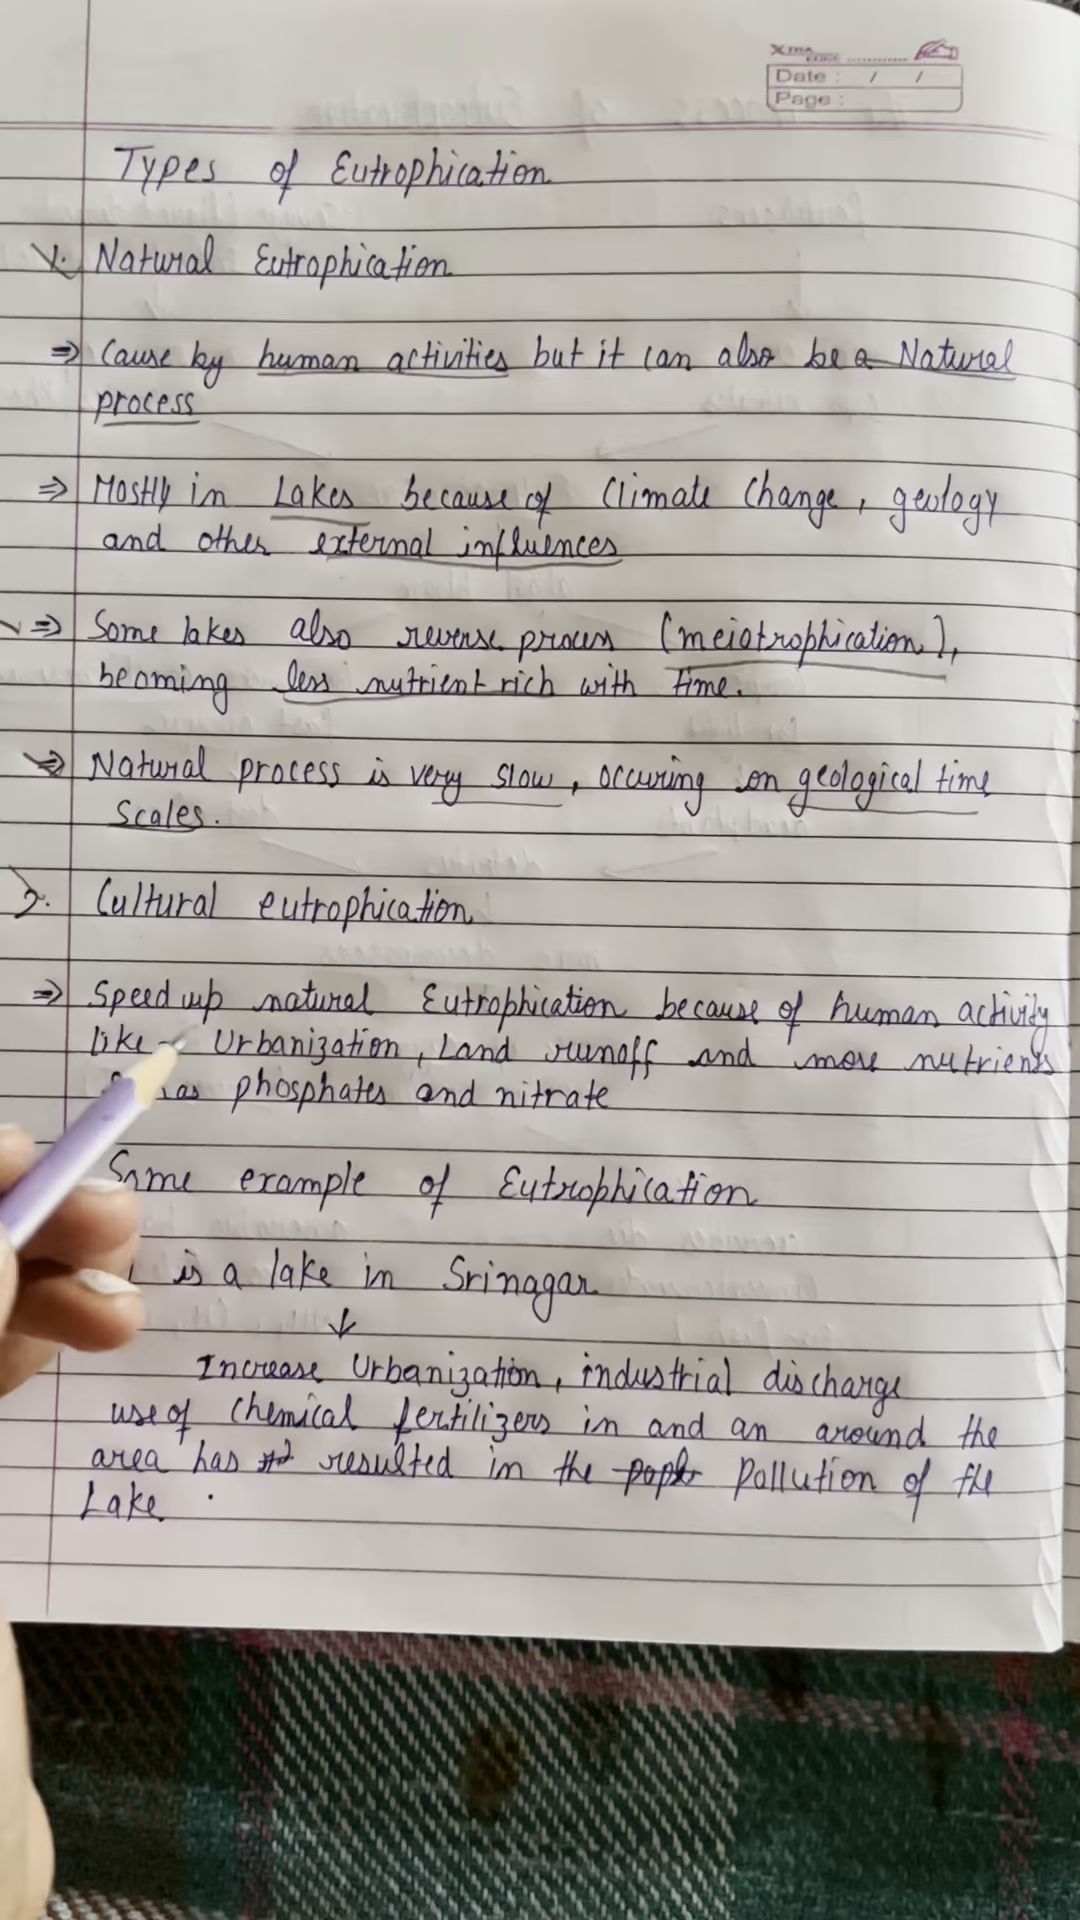 Date : / /
Page :
Types of Eutrophication
1. Natural Eutrophication
⇒ Cause by human activities but it can also be a Natural
process
⇒ Mostly in Lakes because of Climate Change, geology
and other external influences
⇒ Some lakes also reverse process (meiotrophication),
becoming less nutrient rich with time.
⇒ Natural process is very slow, occuring on geological time
Scales.
2. Cultural eutrophication
⇒ Speed up natural Eutrophication because of human activity
like → Urbanization, Land runoff and more nutrients
as phosphates and nitrate
Some example of Eutrophication
is a lake in Srinagar
↓
Increase Urbanization, industrial discharge
use of chemical fertilizers in and an around the
area has resulted in the Pollution of the
Lake.